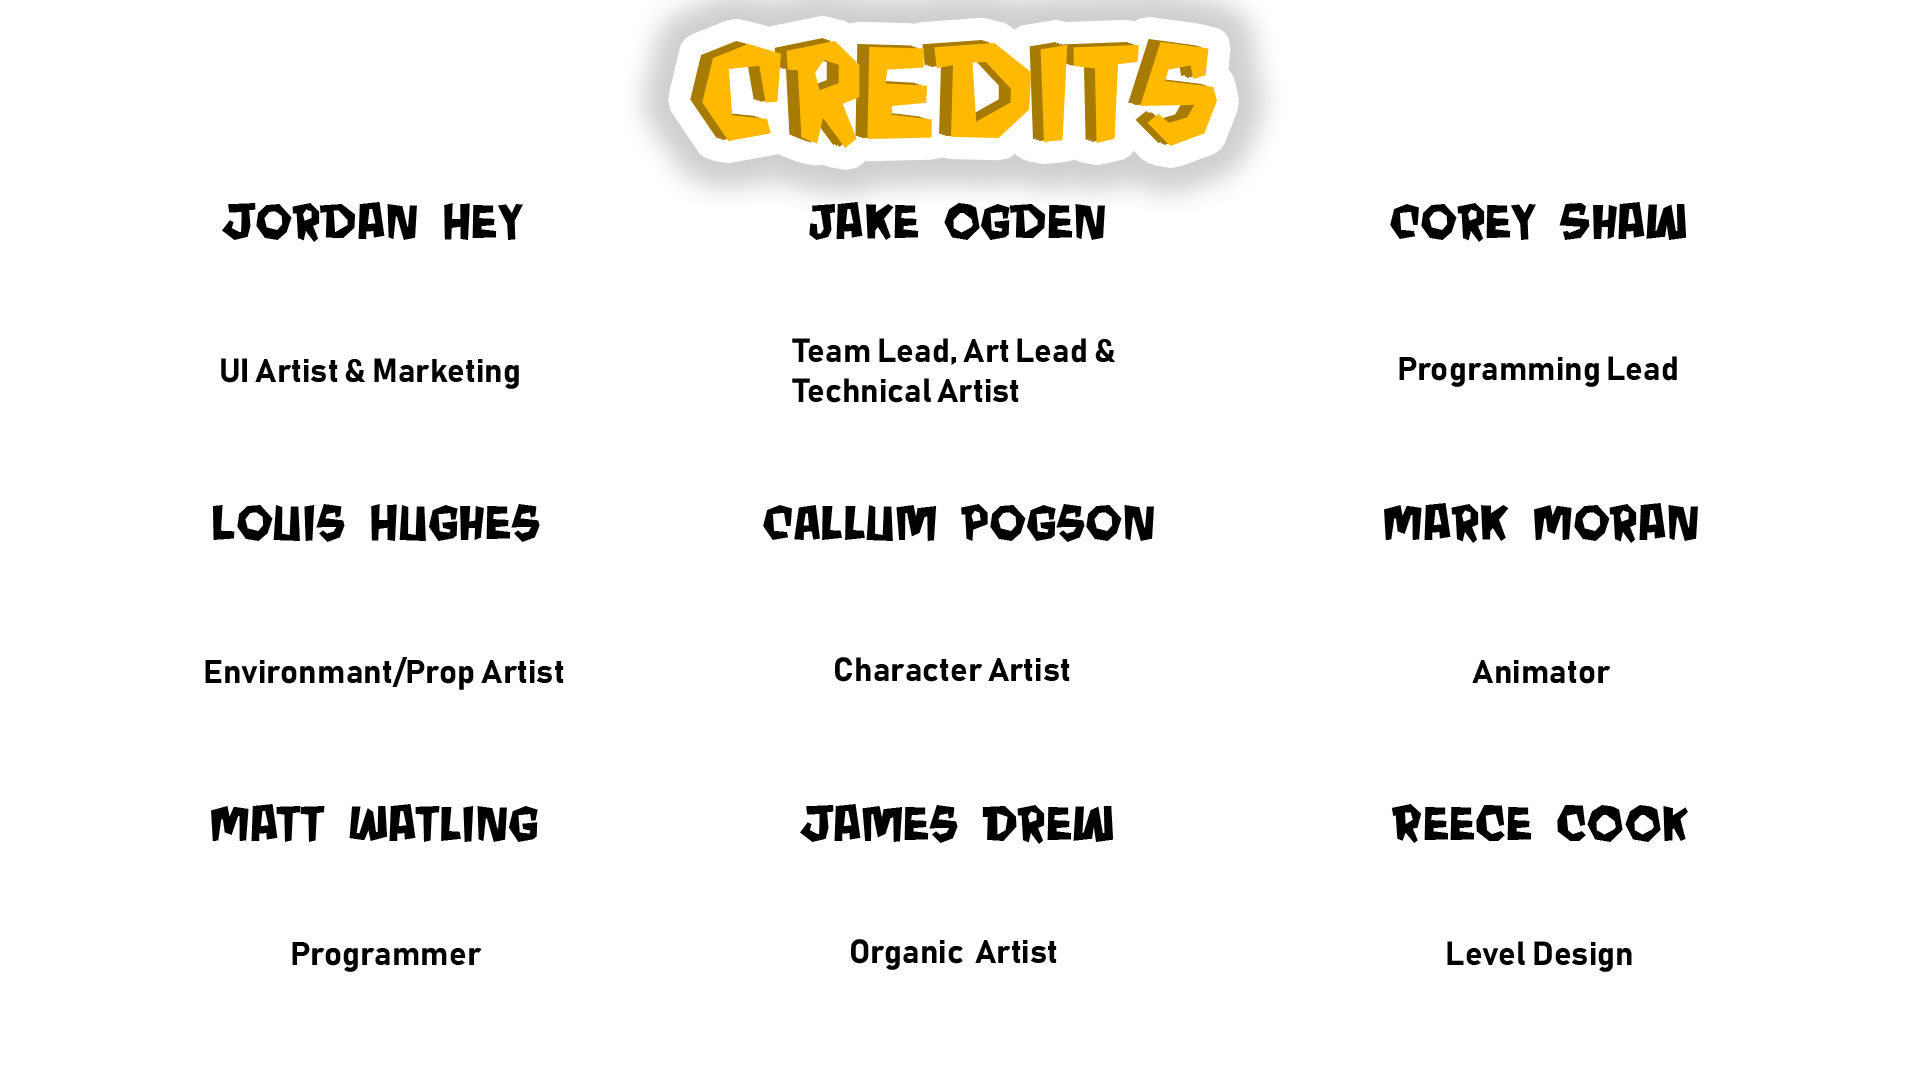 CREDITS
JORDAN HEY
JAKE OGDEN
COREY SHAW
UI Artist & Marketing
Team Lead, Art Lead &
Technical Artist
Programming Lead
LOUIS HUGHES
CALLUM POGSON
MARK MORAN
Environmant/Prop Artist
Character Artist
Animator
MATT WATLING
JAMES DREW
REECE COOK
Programmer
Organic Artist
Level Design